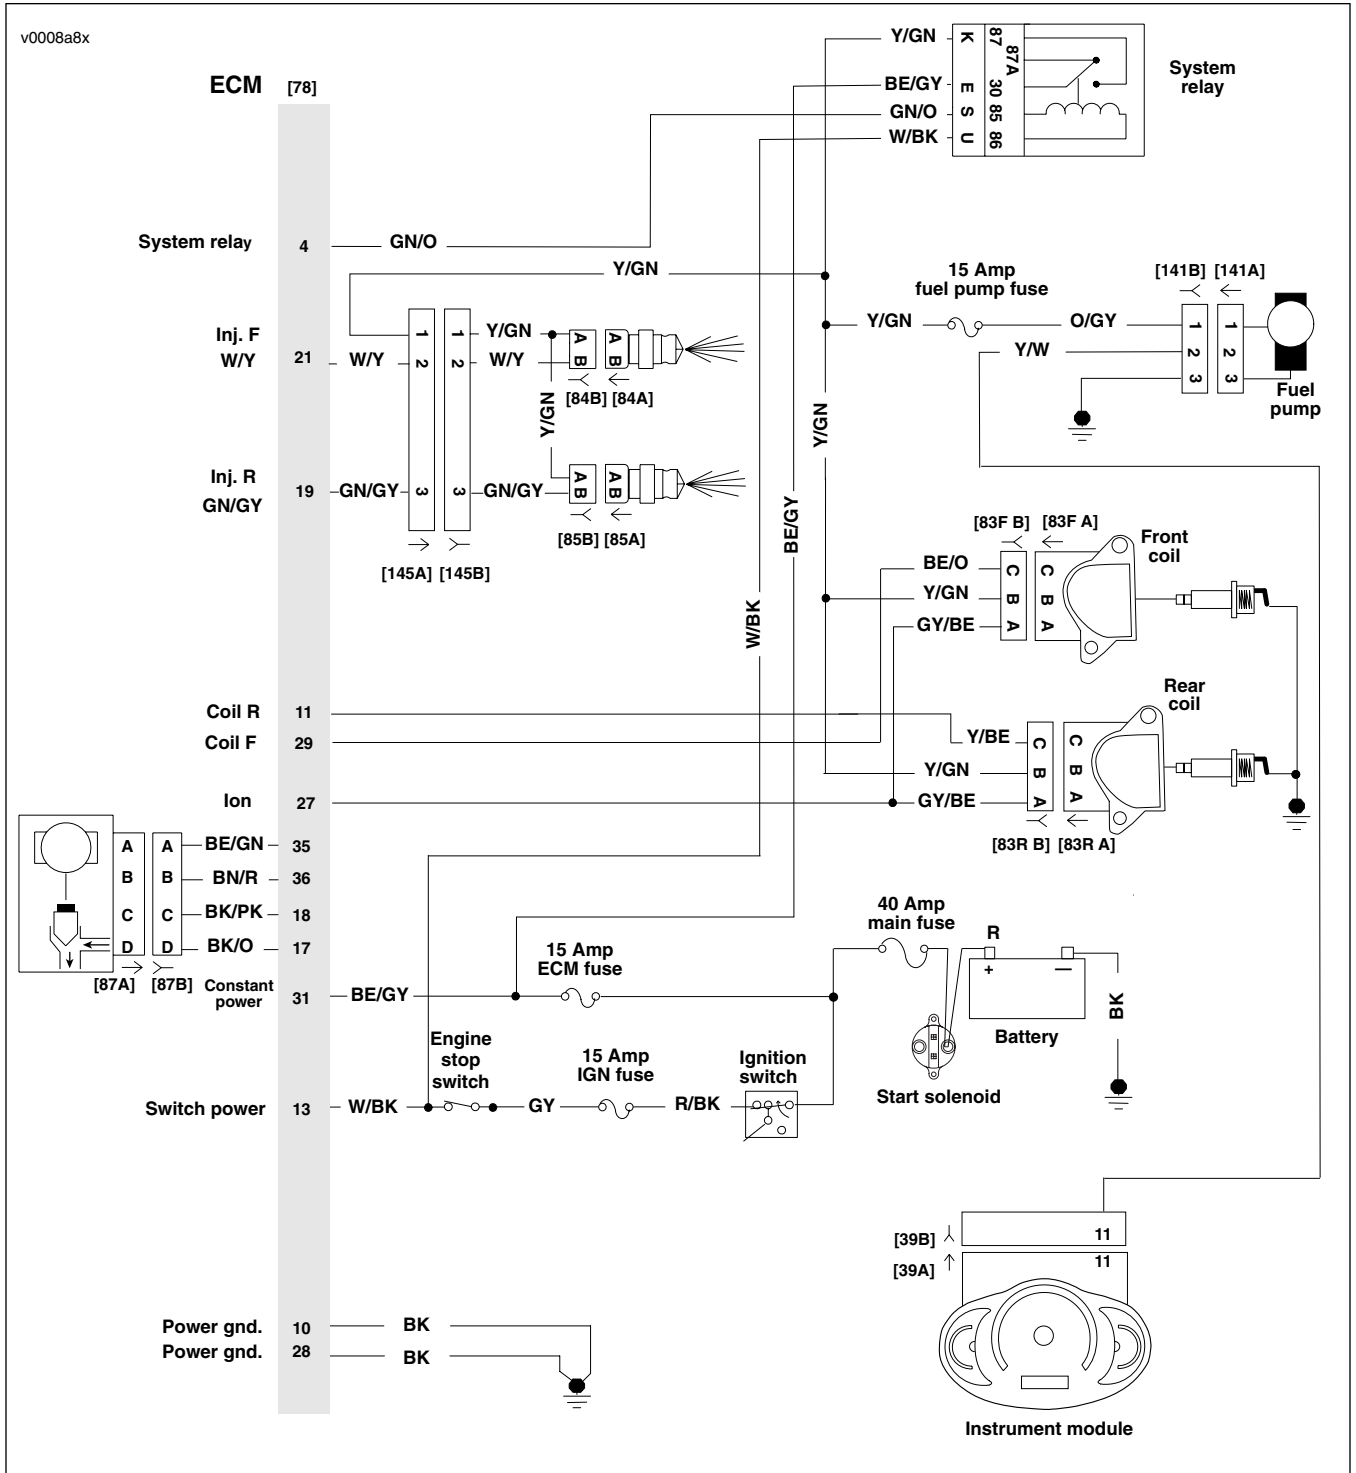 v0008a8x
ECM [78]
Y/GN K 87
87A
BE/GY E 30
GN/O S 85
W/BK U 86
System
relay
System relay 4 GN/O
Y/GN
15 Amp
fuel pump fuse
[141B] [141A]
Y/GN O/GY 1 1
Y/W 2 2
3 3
Fuel
pump
Inj. F
W/Y 21 W/Y
1 1 Y/GN A A
2 2 W/Y B B
[84B] [84A]
Y/GN
Y/GN
Inj. R
GN/GY 19 GN/GY 3 3 GN/GY
A A
B B
[85B] [85A]
[145A] [145B]
BE/GY
W/BK
[83F B] [83F A]
Front
coil
BE/O C C
Y/GN B B
GY/BE A A
Rear
coil
Coil R 11
Coil F 29
Y/BE C C
Y/GN B B
Ion 27 GY/BE A A
[83R B] [83R A]
A A BE/GN 35
B B BN/R 36
C C BK/PK 18
D D BK/O 17
[87A] [87B]
Constant
power 31 BE/GY
15 Amp
ECM fuse
40 Amp
main fuse
R
+ —
Battery
BK
Start solenoid
Engine
stop
switch
15 Amp
IGN fuse
Ignition
switch
Switch power 13 W/BK GY R/BK
[39B] 11
[39A] 11
Power gnd. 10 BK
Power gnd. 28 BK
Instrument module